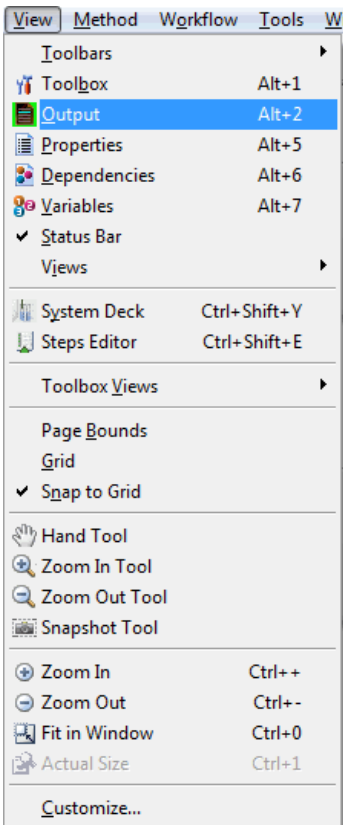 View Method Workflow Tools W
Toolbars
Toolbox Alt+1
Output Alt+2
Properties Alt+5
Dependencies Alt+6
Variables Alt+7
Status Bar
Views
System Deck Ctrl+Shift+Y
Steps Editor Ctrl+Shift+E
Toolbox Views
Page Bounds
Grid
Snap to Grid
Hand Tool
Zoom In Tool
Zoom Out Tool
Snapshot Tool
Zoom In Ctrl++
Zoom Out Ctrl+-
Fit in Window Ctrl+0
Actual Size Ctrl+1
Customize...